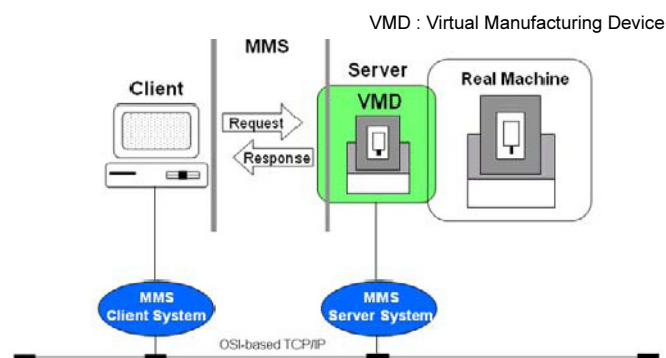 VMD : Virtual Manufacturing Device
MMS
Client
Server
Real Machine
VMD
Request
Response
MMS
Client System
MMS
Server System
OSI-based TCP/IP